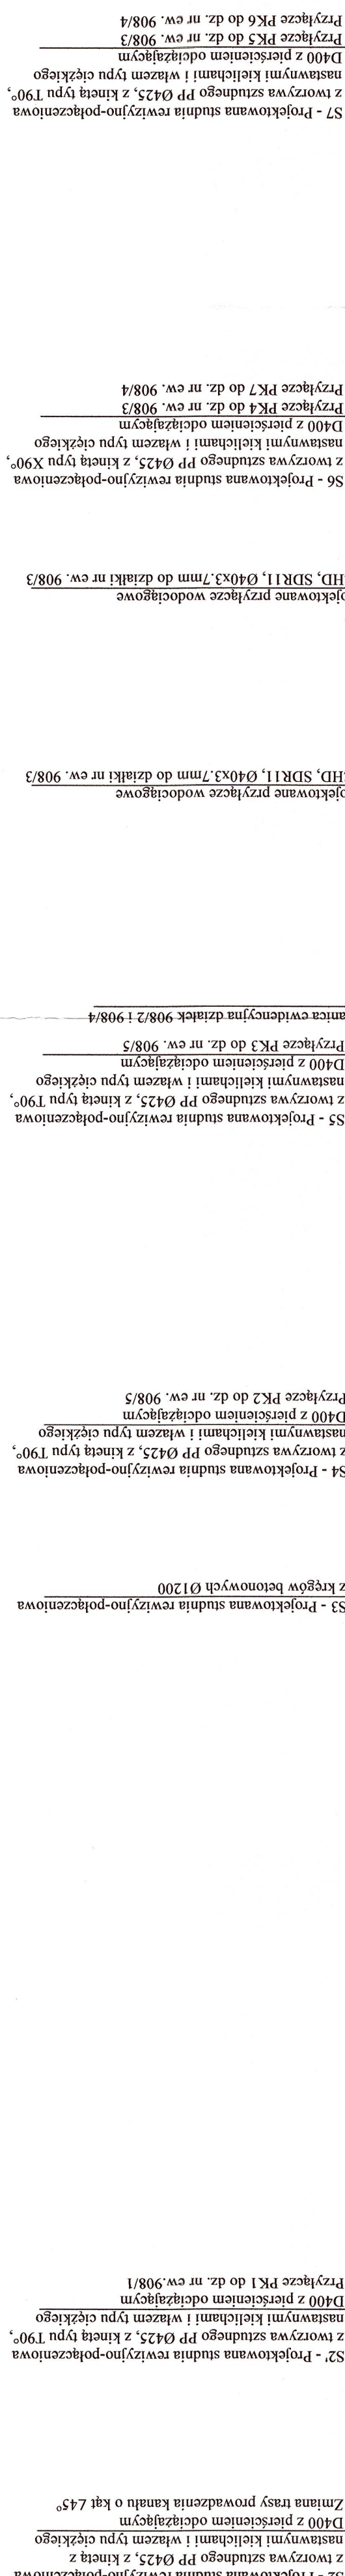 S2 - Projektowana studnia rewizyjno-połączeniowa
z tworzywa sztudnego PP Ø425, z kinetą z
nastawnymi kielichami i włazem typu ciężkiego
D400 z pierścieniem odciążającym
Zmiana trasy prowadzenia kanału o kąt ∠45°
S2' - Projektowana studnia rewizyjno-połączeniowa
z tworzywa sztudnego PP Ø425, z kinetą typu T90°,
nastawnymi kielichami i włazem typu ciężkiego
D400 z pierścieniem odciążającym
Przyłącze PK1 do dz. nr ew.908/1
S3 - Projektowana studnia rewizyjno-połączeniowa
z kręgów betonowych Ø1200
S4 - Projektowana studnia rewizyjno-połączeniowa
z tworzywa sztudnego PP Ø425, z kinetą typu T90°,
nastawnymi kielichami i włazem typu ciężkiego
D400 z pierścieniem odciążającym
Przyłącze PK2 do dz. nr ew. 908/5
S5 - Projektowana studnia rewizyjno-połączeniowa
z tworzywa sztudnego PP Ø425, z kinetą typu T90°,
nastawnymi kielichami i włazem typu ciężkiego
D400 z pierścieniem odciążającym
Przyłącze PK3 do dz. nr ew. 908/5
anica ewidencyjna działek 908/2 i 908/4
ojektowane przyłącze wodociągowe
HD, SDR11, Ø40x3.7mm do działki nr ew. 908/3
ojektowane przyłącze wodociągowe
HD, SDR11, Ø40x3.7mm do działki nr ew. 908/3
S6 - Projektowana studnia rewizyjno-połączeniowa
z tworzywa sztudnego PP Ø425, z kinetą typu X90°,
nastawnymi kielichami i włazem typu ciężkiego
D400 z pierścieniem odciążającym
Przyłącze PK4 do dz. nr ew. 908/3
Przyłącze PK7 do dz. nr ew. 908/4
S7 - Projektowana studnia rewizyjno-połączeniowa
z tworzywa sztudnego PP Ø425, z kinetą typu T90°,
nastawnymi kielichami i włazem typu ciężkiego
D400 z pierścieniem odciążającym
Przyłącze PK5 do dz. nr ew. 908/3
Przyłącze PK6 do dz. nr ew. 908/4